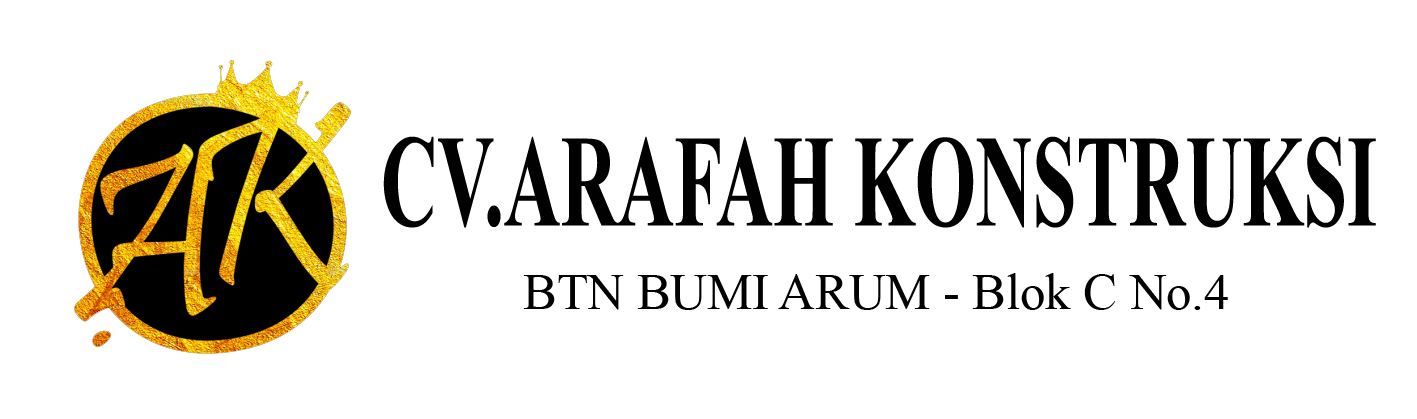 AK
CV.ARAFAH KONSTRUKSI
BTN BUMI ARUM - Blok C No.4